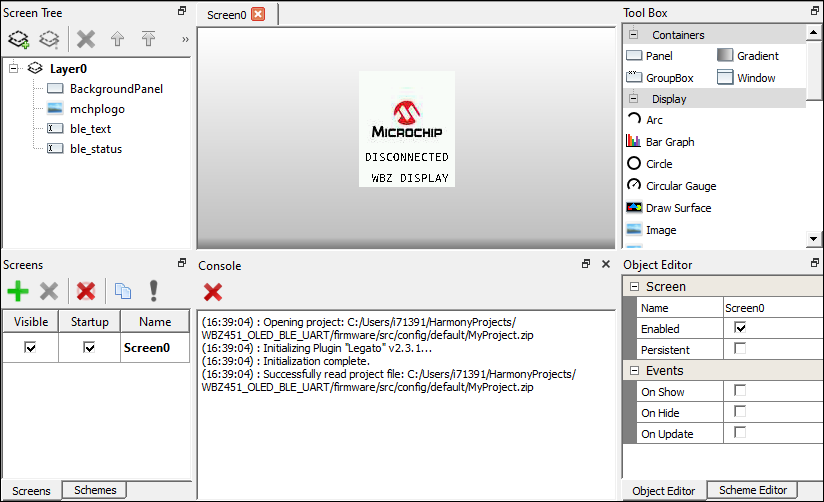 Screen Tree
»
Layer0
BackgroundPanel
mchplogo
ble_text
ble_status
Screen0
MICROCHIP
DISCONNECTED
WBZ DISPLAY
Tool Box
Containers
Panel
Gradient
GroupBox
Window
Display
Arc
Bar Graph
Circle
Circular Gauge
Draw Surface
Image
Screens
Visible Startup Name
Screen0
Screens Schemes
Console
(16:39:04) : Opening project: C:/Users/i71391/HarmonyProjects/
WBZ451_OLED_BLE_UART/firmware/src/config/default/MyProject.zip
(16:39:04) : Initializing Plugin "Legato" v2.3.1...
(16:39:04) : Initialization complete.
(16:39:04) : Successfully read project file: C:/Users/i71391/HarmonyProjects/
WBZ451_OLED_BLE_UART/firmware/src/config/default/MyProject.zip
Object Editor
Screen
Name Screen0
Enabled
Persistent
Events
On Show
On Hide
On Update
Object Editor Scheme Editor